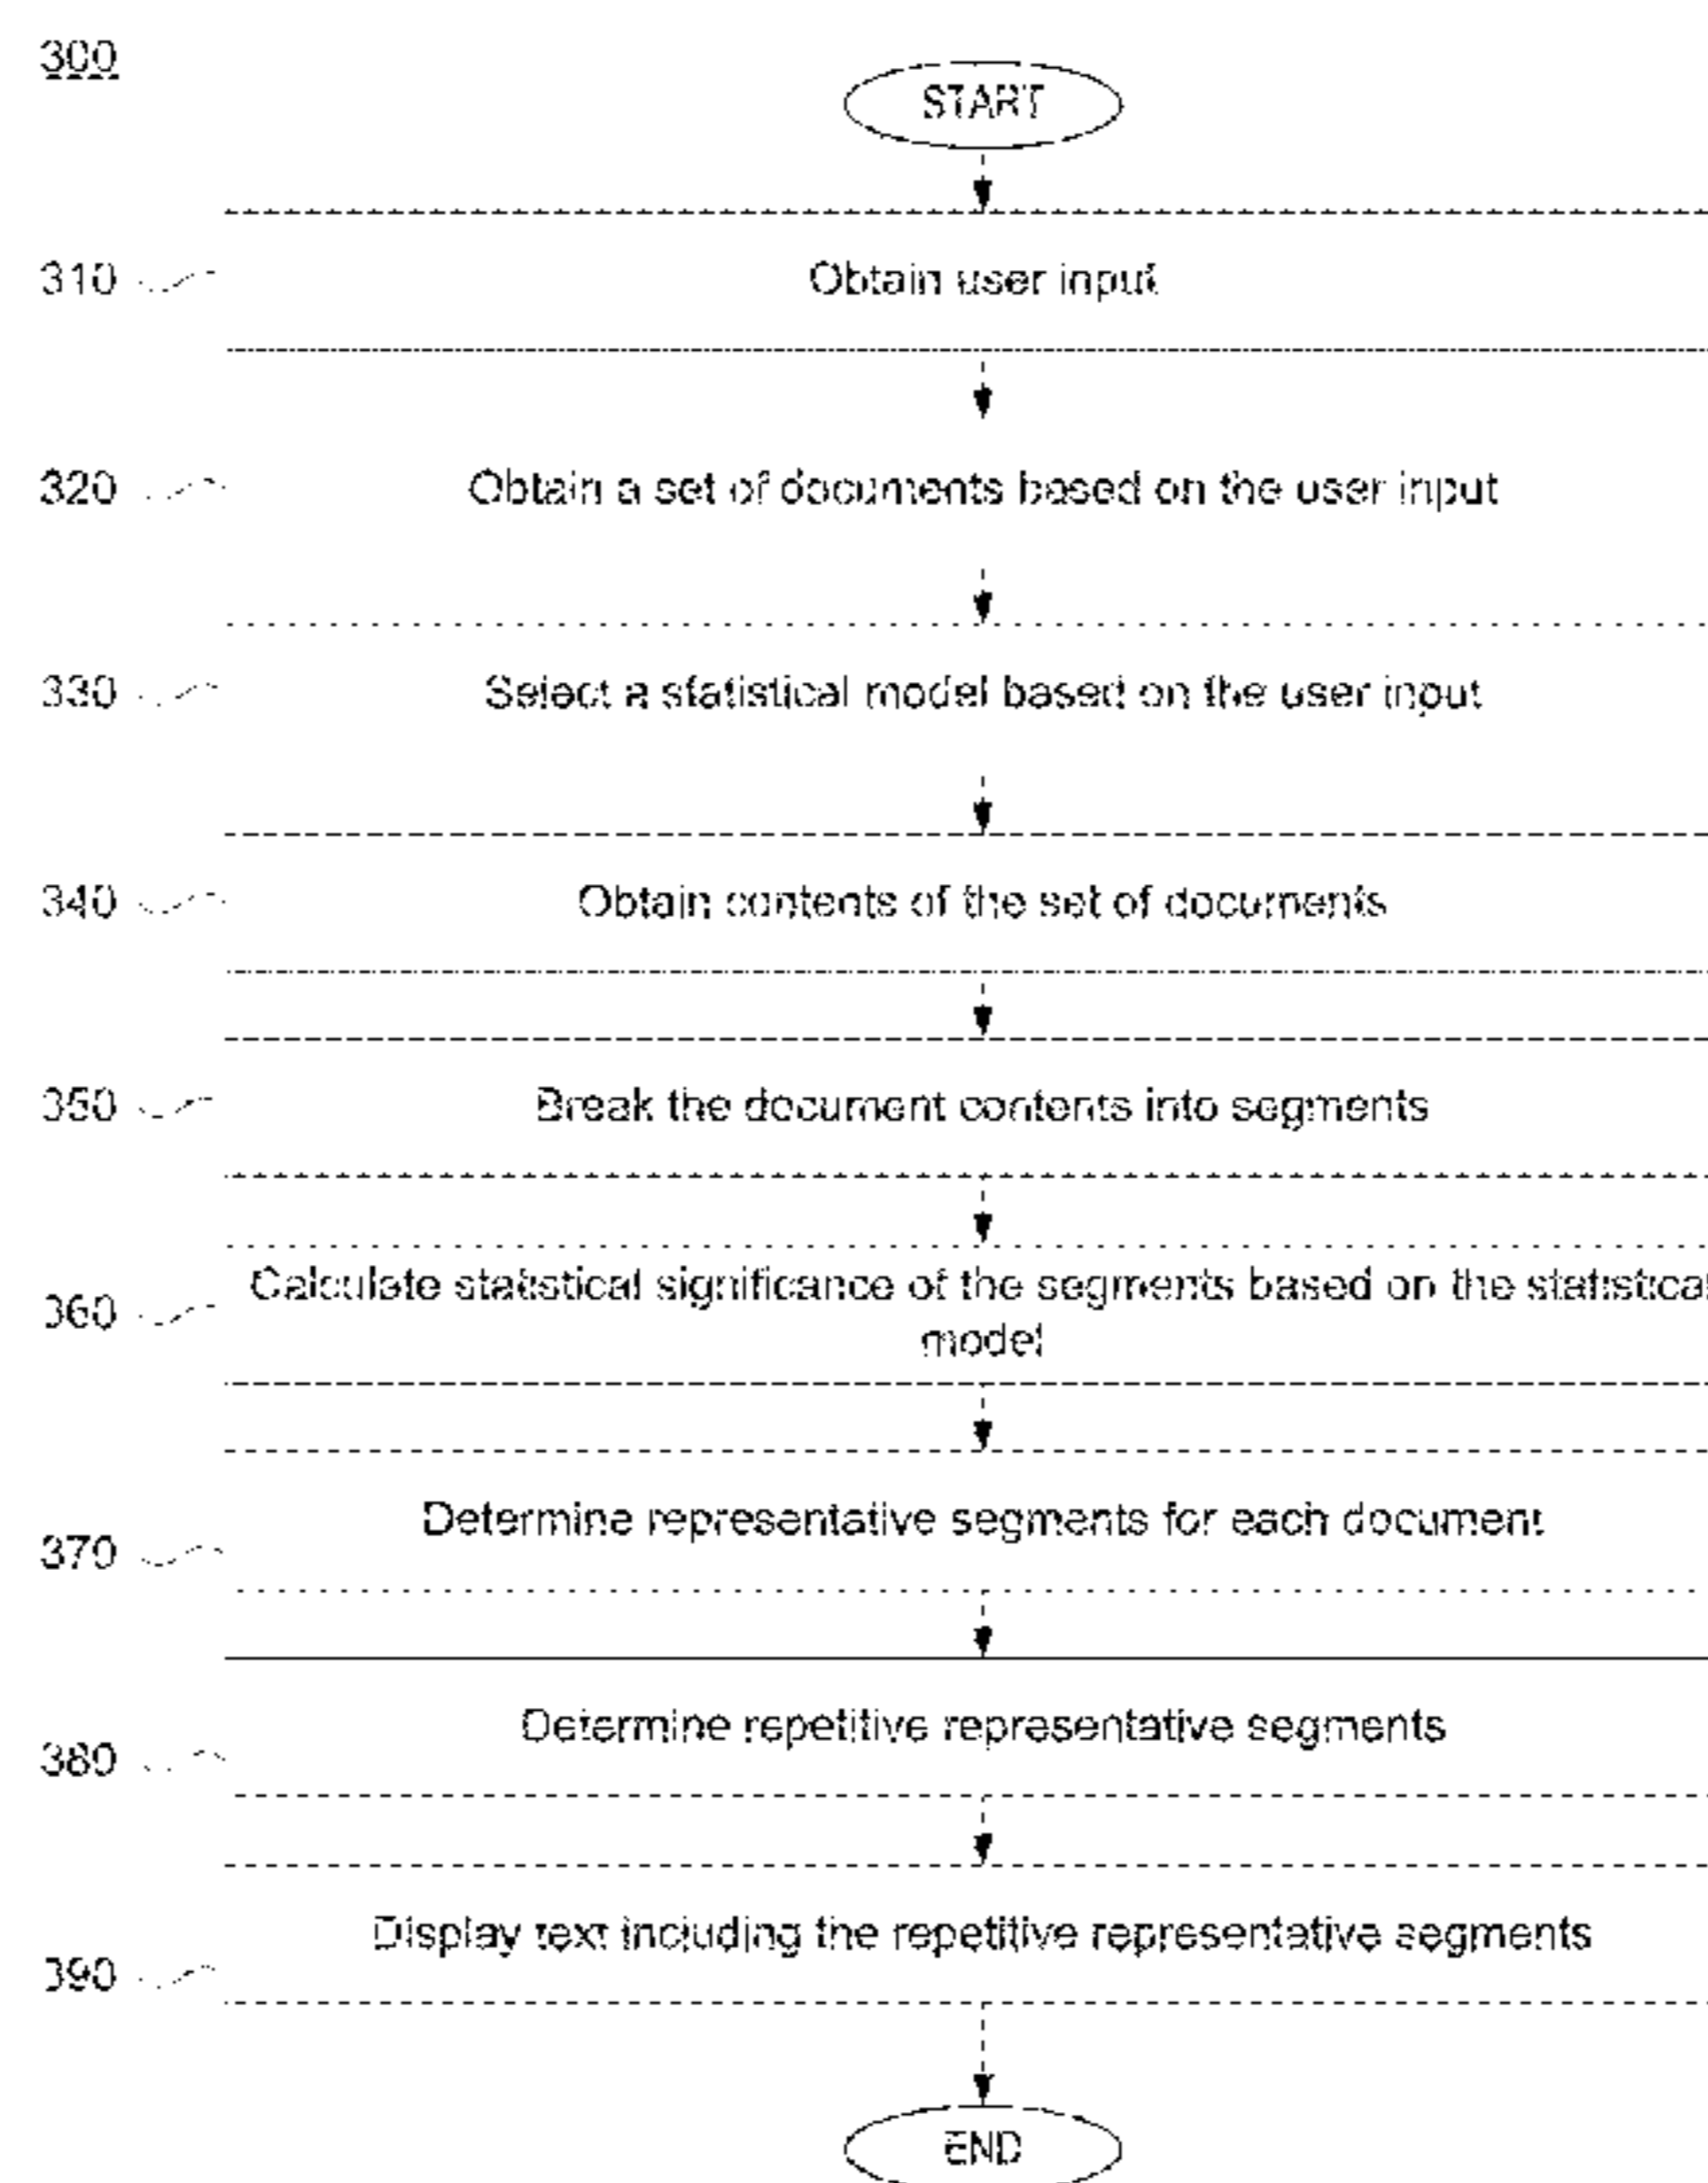 300
START
310 Obtain user input
320 Obtain a set of documents based on the user input
330 Select a statistical model based on the user input
340 Obtain contents of the set of documents
350 Break the document contents into segments
360 Calculate statistical significance of the segments based on the statistical
model
370 Determine representative segments for each document
380 Determine repetitive representative segments
390 Display text including the repetitive representative segments
END